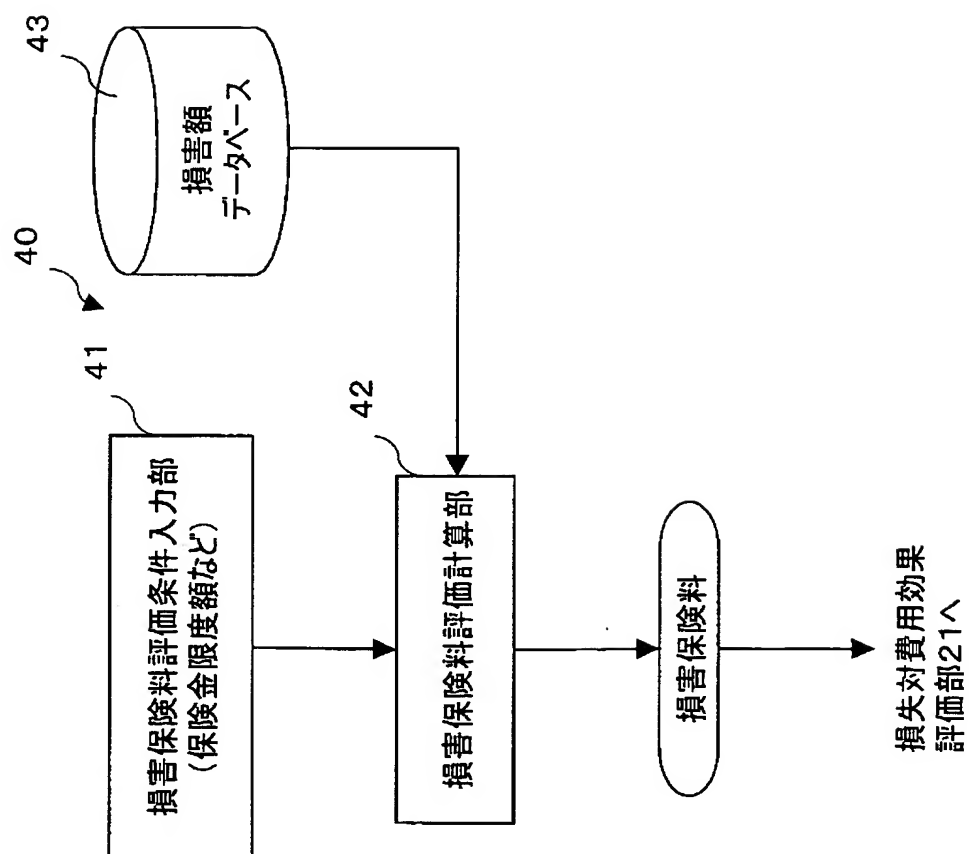 40
41
損害保険料評価条件入力部
（保険金限度額など）
43
損害額
データベース
42
損害保険料評価計算部
損害保険料
損失対費用効果
評価部21へ